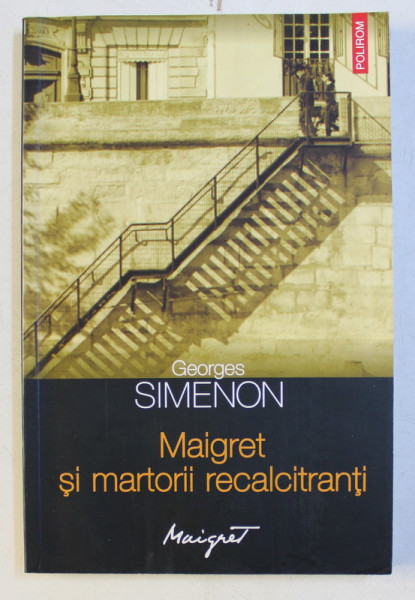 POLIROM
Georges
SIMENON
Maigret
şi martorii recalcitranţi
Maigret